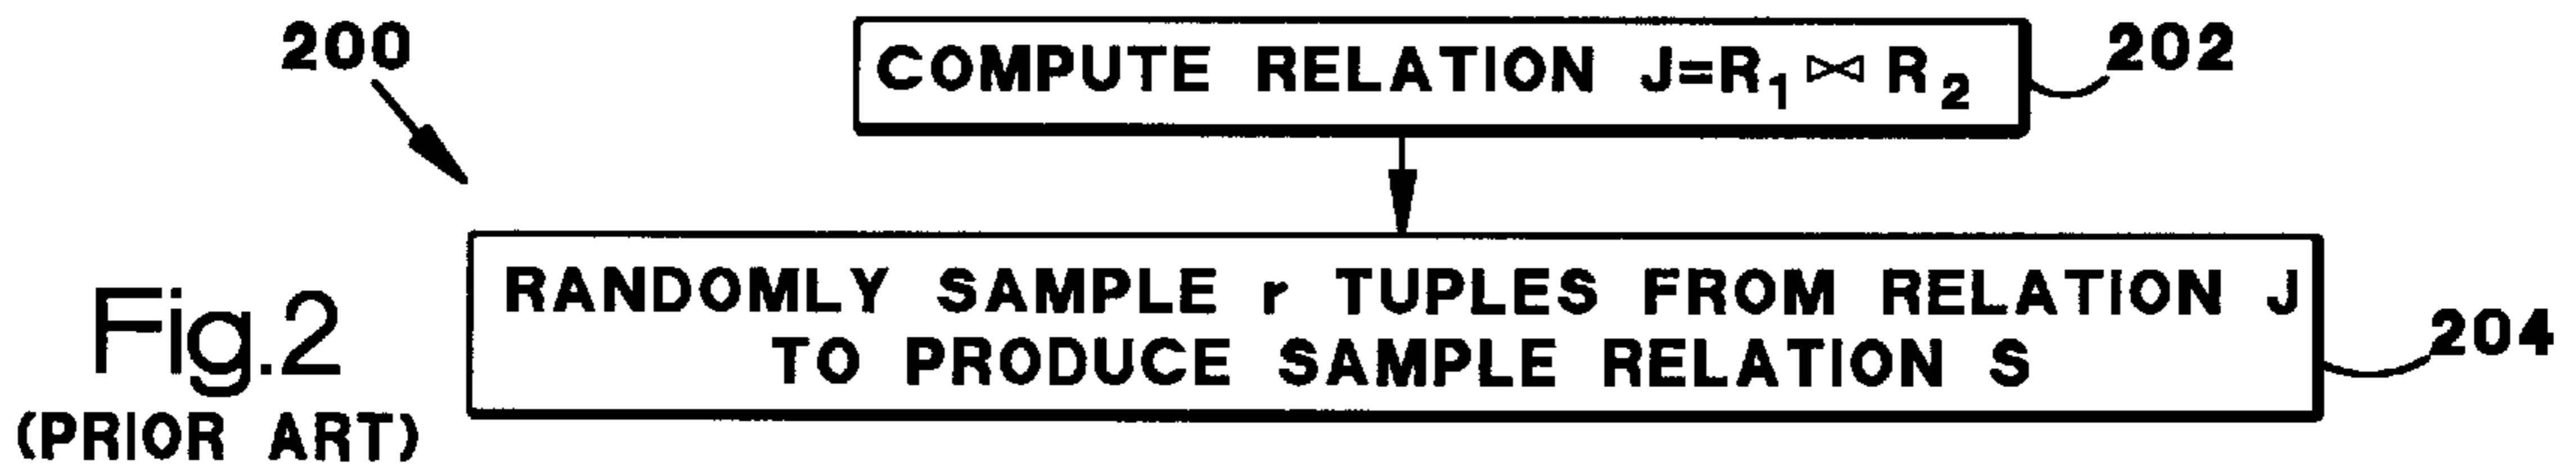 200
COMPUTE RELATION J=R₁ ⋈ R₂
202
RANDOMLY SAMPLE r TUPLES FROM RELATION J
TO PRODUCE SAMPLE RELATION S
204
Fig.2
(PRIOR ART)